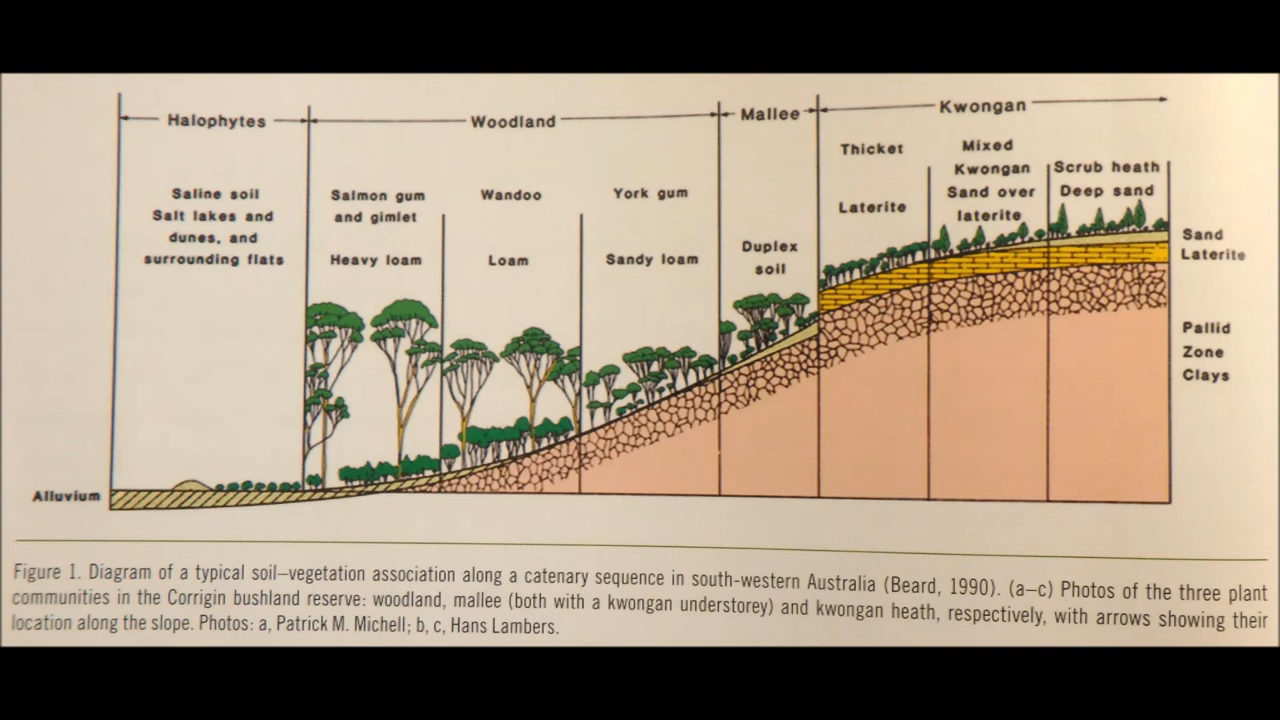 Halophytes
Woodland
Mallee
Kwongan
Saline soil
Salt lakes and
dunes, and
surrounding flats
Salmon gum
and gimlet
Heavy loam
Wandoo
Loam
York gum
Sandy loam
Duplex
soil
Thicket
Laterite
Mixed
Kwongan
Sand over
laterite
Scrub heath
Deep sand
Sand
Laterite
Pallid
Zone
Clays
Alluvium
Figure 1. Diagram of a typical soil–vegetation association along a catenary sequence in south-western Australia (Beard, 1990). (a–c) Photos of the three plant
communities in the Corrigin bushland reserve: woodland, mallee (both with a kwongan understorey) and kwongan heath, respectively, with arrows showing their
location along the slope. Photos: a, Patrick M. Michell; b, c, Hans Lambers.